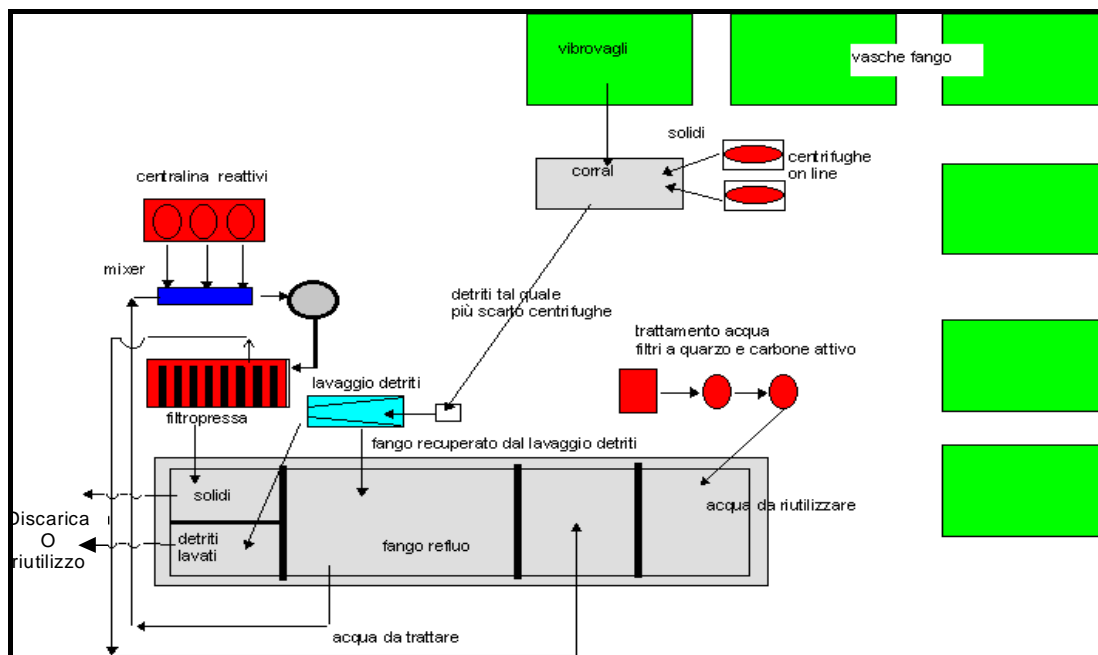 vibrovagli
vasche fango
solidi
centrifughe
on line
corral
centralina reattivi
mixer
detriti tal quale
più scarto centrifughe
trattamento acqua
filtri a quarzo e carbone attivo
lavaggio detriti
filtropressa
fango recuperato dal lavaggio detriti
solidi
acqua da riutilizzare
Discarica
O
riutilizzo
detriti
lavati
fango refluo
acqua da trattare